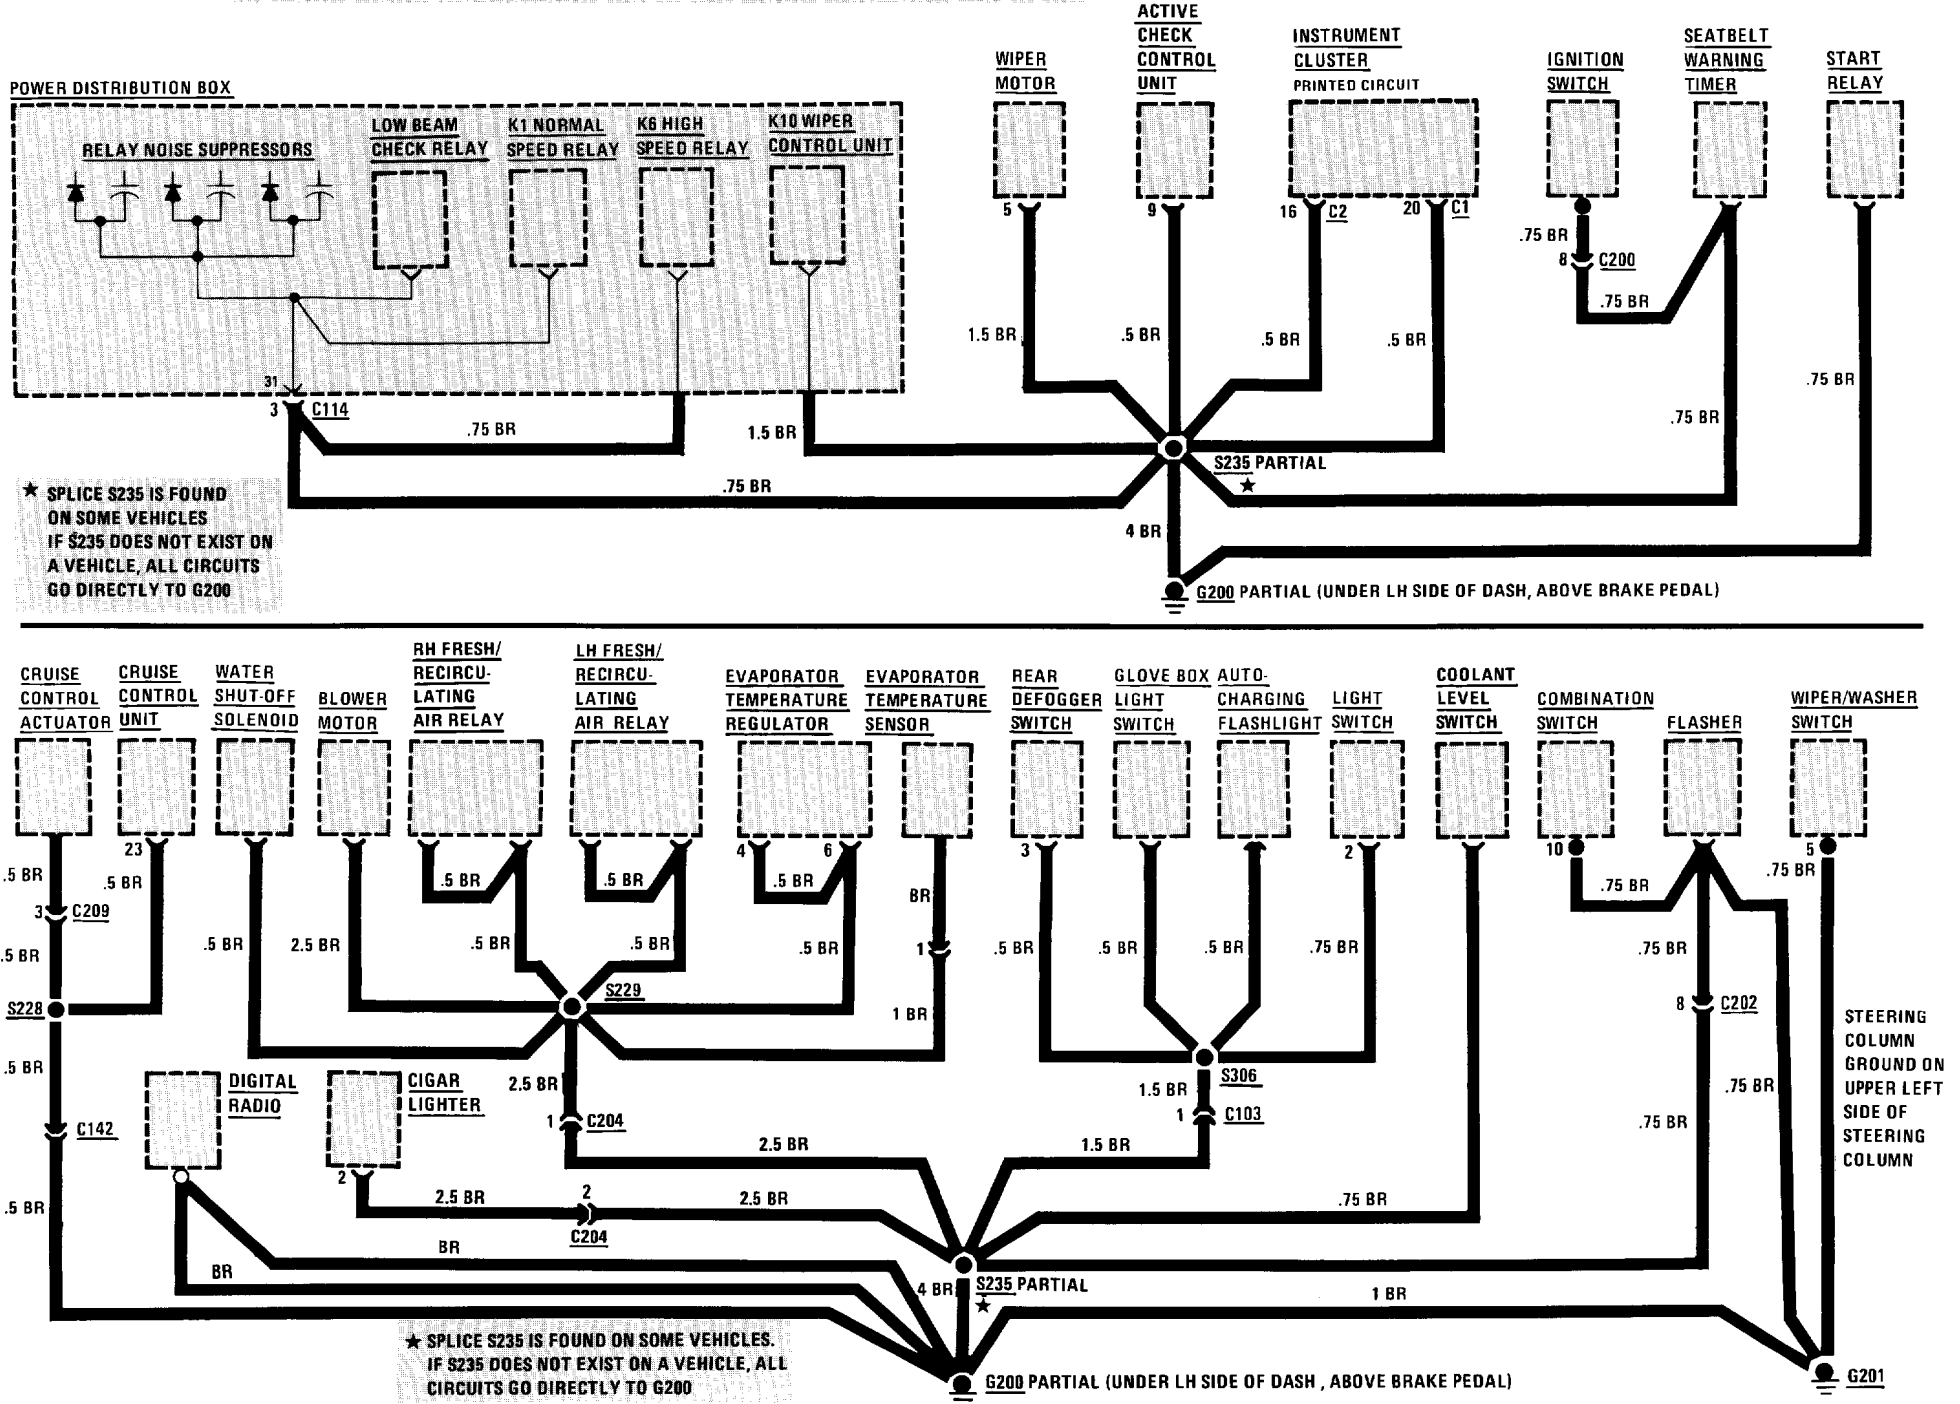 POWER DISTRIBUTION BOX
RELAY NOISE SUPPRESSORS
LOW BEAM
CHECK RELAY
K1 NORMAL
SPEED RELAY
K6 HIGH
SPEED RELAY
K10 WIPER
CONTROL UNIT
31
3
C114
WIPER
MOTOR
5
ACTIVE
CHECK
CONTROL
UNIT
9
INSTRUMENT
CLUSTER
PRINTED CIRCUIT
16
C2
20
C1
IGNITION
SWITCH
.75 BR
8
C200
.75 BR
SEATBELT
WARNING
TIMER
START
RELAY
1.5 BR
.5 BR
.5 BR
.5 BR
.75 BR
.75 BR
.75 BR
1.5 BR
.75 BR
S235 PARTIAL
★
4 BR
G200 PARTIAL (UNDER LH SIDE OF DASH, ABOVE BRAKE PEDAL)
★ SPLICE S235 IS FOUND
ON SOME VEHICLES
IF S235 DOES NOT EXIST ON
A VEHICLE, ALL CIRCUITS
GO DIRECTLY TO G200
CRUISE
CONTROL
ACTUATOR
CRUISE
CONTROL
UNIT
WATER
SHUT-OFF
SOLENOID
BLOWER
MOTOR
RH FRESH/
RECIRCU-
LATING
AIR RELAY
LH FRESH/
RECIRCU-
LATING
AIR RELAY
EVAPORATOR
TEMPERATURE
REGULATOR
EVAPORATOR
TEMPERATURE
SENSOR
REAR
DEFOGGER
SWITCH
GLOVE BOX
LIGHT
SWITCH
AUTO-
CHARGING
FLASHLIGHT
LIGHT
SWITCH
COOLANT
LEVEL
SWITCH
COMBINATION
SWITCH
FLASHER
WIPER/WASHER
SWITCH
23
4
6
3
2
10
5
.5 BR
.5 BR
.5 BR
.5 BR
.5 BR
BR
.75 BR
.75 BR
3
C209
.5 BR
.5 BR
2.5 BR
.5 BR
.5 BR
.5 BR
1
.5 BR
.5 BR
.5 BR
.75 BR
.75 BR
S228
S229
1 BR
8
C202
.5 BR
2.5 BR
1
C204
S306
1.5 BR
1
C103
.75 BR
.75 BR
STEERING
COLUMN
GROUND ON
UPPER LEFT
SIDE OF
STEERING
COLUMN
C142
DIGITAL
RADIO
CIGAR
LIGHTER
2
2.5 BR
1.5 BR
2.5 BR
2
C204
2.5 BR
.75 BR
.5 BR
BR
BR
4 BR
S235 PARTIAL
★
1 BR
★ SPLICE S235 IS FOUND ON SOME VEHICLES.
IF S235 DOES NOT EXIST ON A VEHICLE, ALL
CIRCUITS GO DIRECTLY TO G200
G200 PARTIAL (UNDER LH SIDE OF DASH , ABOVE BRAKE PEDAL)
G201